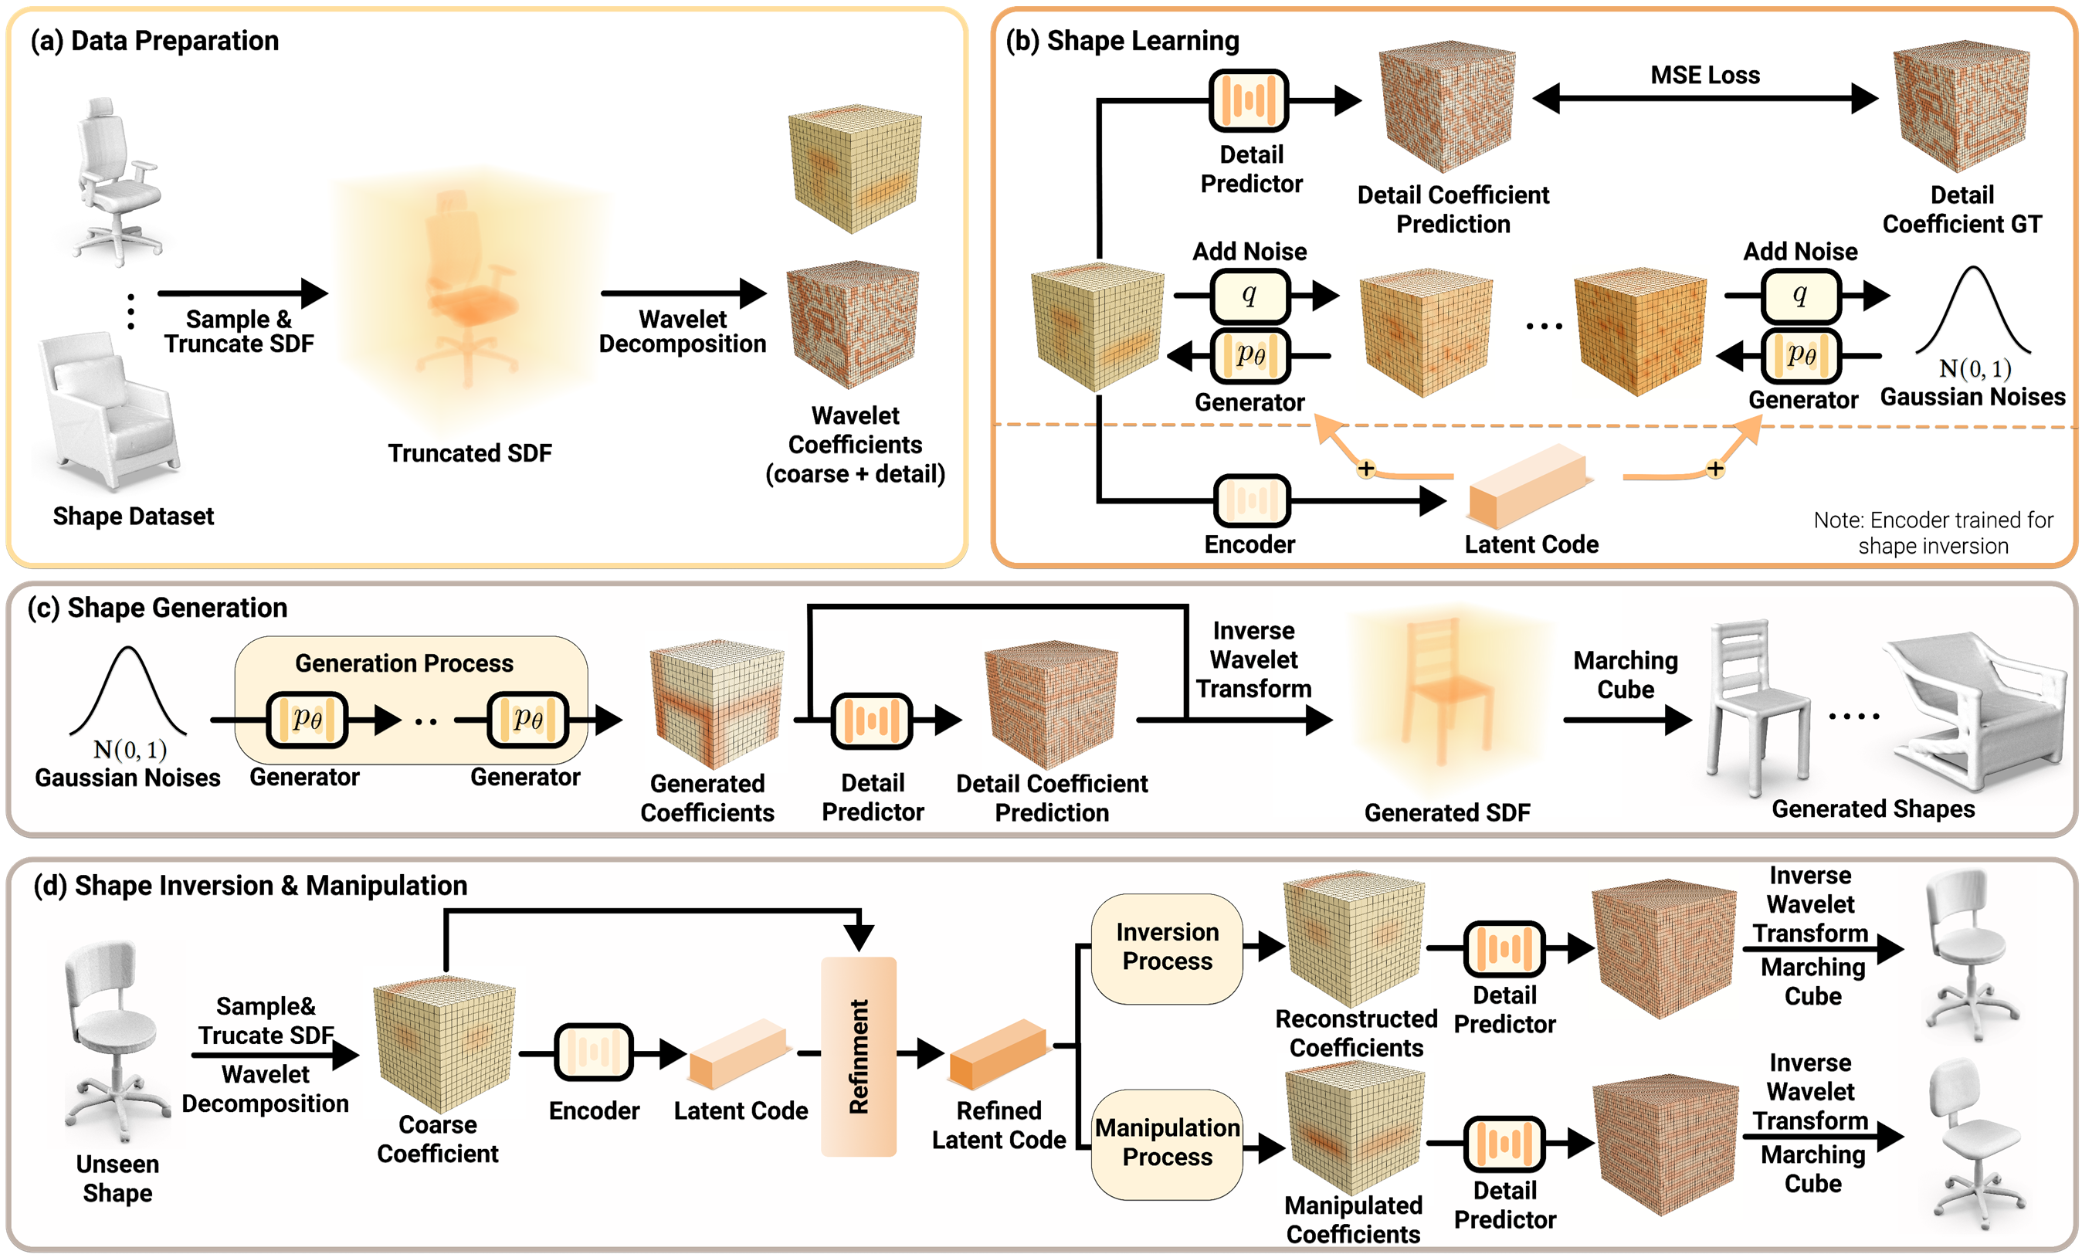 (a) Data Preparation
Sample &
Truncate SDF
Wavelet
Decomposition
Shape Dataset
Truncated SDF
Wavelet
Coefficients
(coarse + detail)
(b) Shape Learning
Detail
Predictor
Detail Coefficient
Prediction
MSE Loss
Detail
Coefficient GT
Add Noise
q
pθ
Generator
...
Add Noise
q
pθ
Generator
N(0, 1)
Gaussian Noises
+
+
Encoder
Latent Code
Note: Encoder trained for
shape inversion
(c) Shape Generation
N(0, 1)
Gaussian Noises
Generation Process
pθ
Generator
..
pθ
Generator
Generated
Coefficients
Detail
Predictor
Detail Coefficient
Prediction
Inverse
Wavelet
Transform
Generated SDF
Marching
Cube
....
Generated Shapes
(d) Shape Inversion & Manipulation
Unseen
Shape
Sample&
Trucate SDF
Wavelet
Decomposition
Coarse
Coefficient
Encoder
Latent Code
Refinment
Refined
Latent Code
Inversion
Process
Reconstructed
Coefficients
Detail
Predictor
Inverse
Wavelet
Transform
Marching
Cube
Manipulation
Process
Manipulated
Coefficients
Detail
Predictor
Inverse
Wavelet
Transform
Marching
Cube